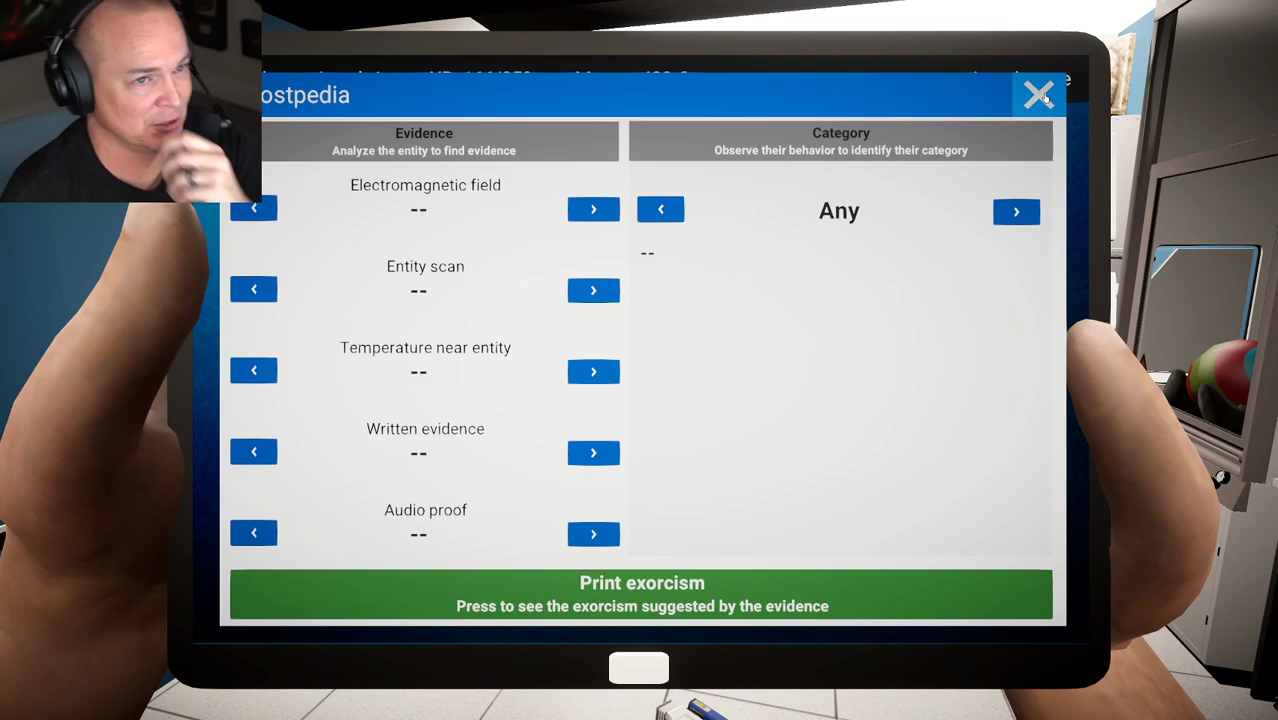 ostpedia
Evidence
Analyze the entity to find evidence
Category
Observe their behavior to identify their category
Electromagnetic field
--
Any
--
Entity scan
--
Temperature near entity
--
Written evidence
--
Audio proof
--
Print exorcism
Press to see the exorcism suggested by the evidence